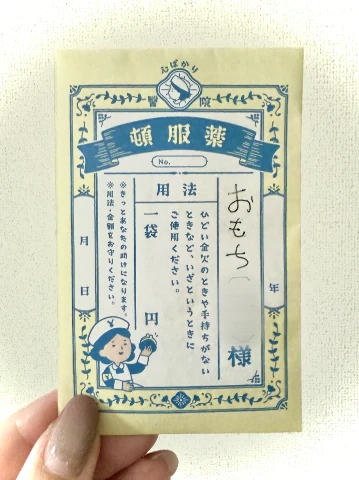 心ばかり
醫院
頓服薬
No.
おもち
様
用法
ひどい金欠のときや手持ちがない
ときなど、いざというときに
ご使用ください。
一袋 円
※きっとあなたの助けになります。
※用法・金額をお守りください。
年
月
日